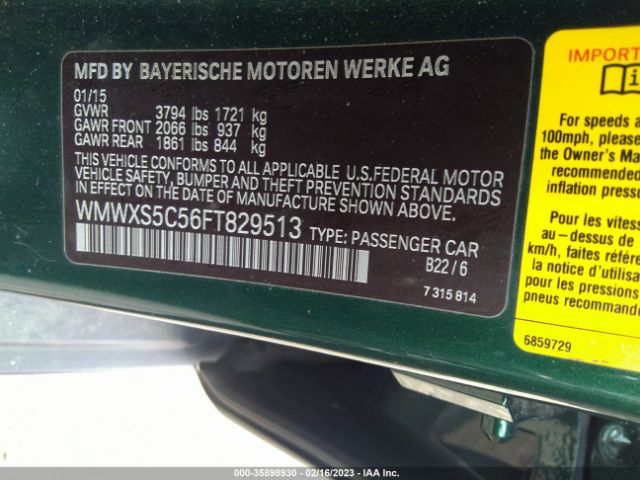 MFD BY BAYERISCHE MOTOREN WERKE AG
01/15
GVWR 3794 lbs 1721 kg
GAWR FRONT 2066 lbs 937 kg
GAWR REAR 1861 lbs 844 kg
THIS VEHICLE CONFORMS TO ALL APPLICABLE U.S.FEDERAL MOTOR
VEHICLE SAFETY, BUMPER AND THEFT PREVENTION STANDARDS
IN EFFECT ON THE DATE OF MANUFACTURE SHOWN ABOVE.
WMWXS5C56FT829513 TYPE: PASSENGER CAR
B22/6
7 315 814
IMPORT
For speeds a
100mph, please
the Owner's Ma
recommended
inflation pressur
Pour les vitess
au-dessus de
km/h, faites référe
la notice d'utilisat
pour les pressions
pneus recommande
6859729
000-35898930 - 02/16/2023 - IAA Inc.